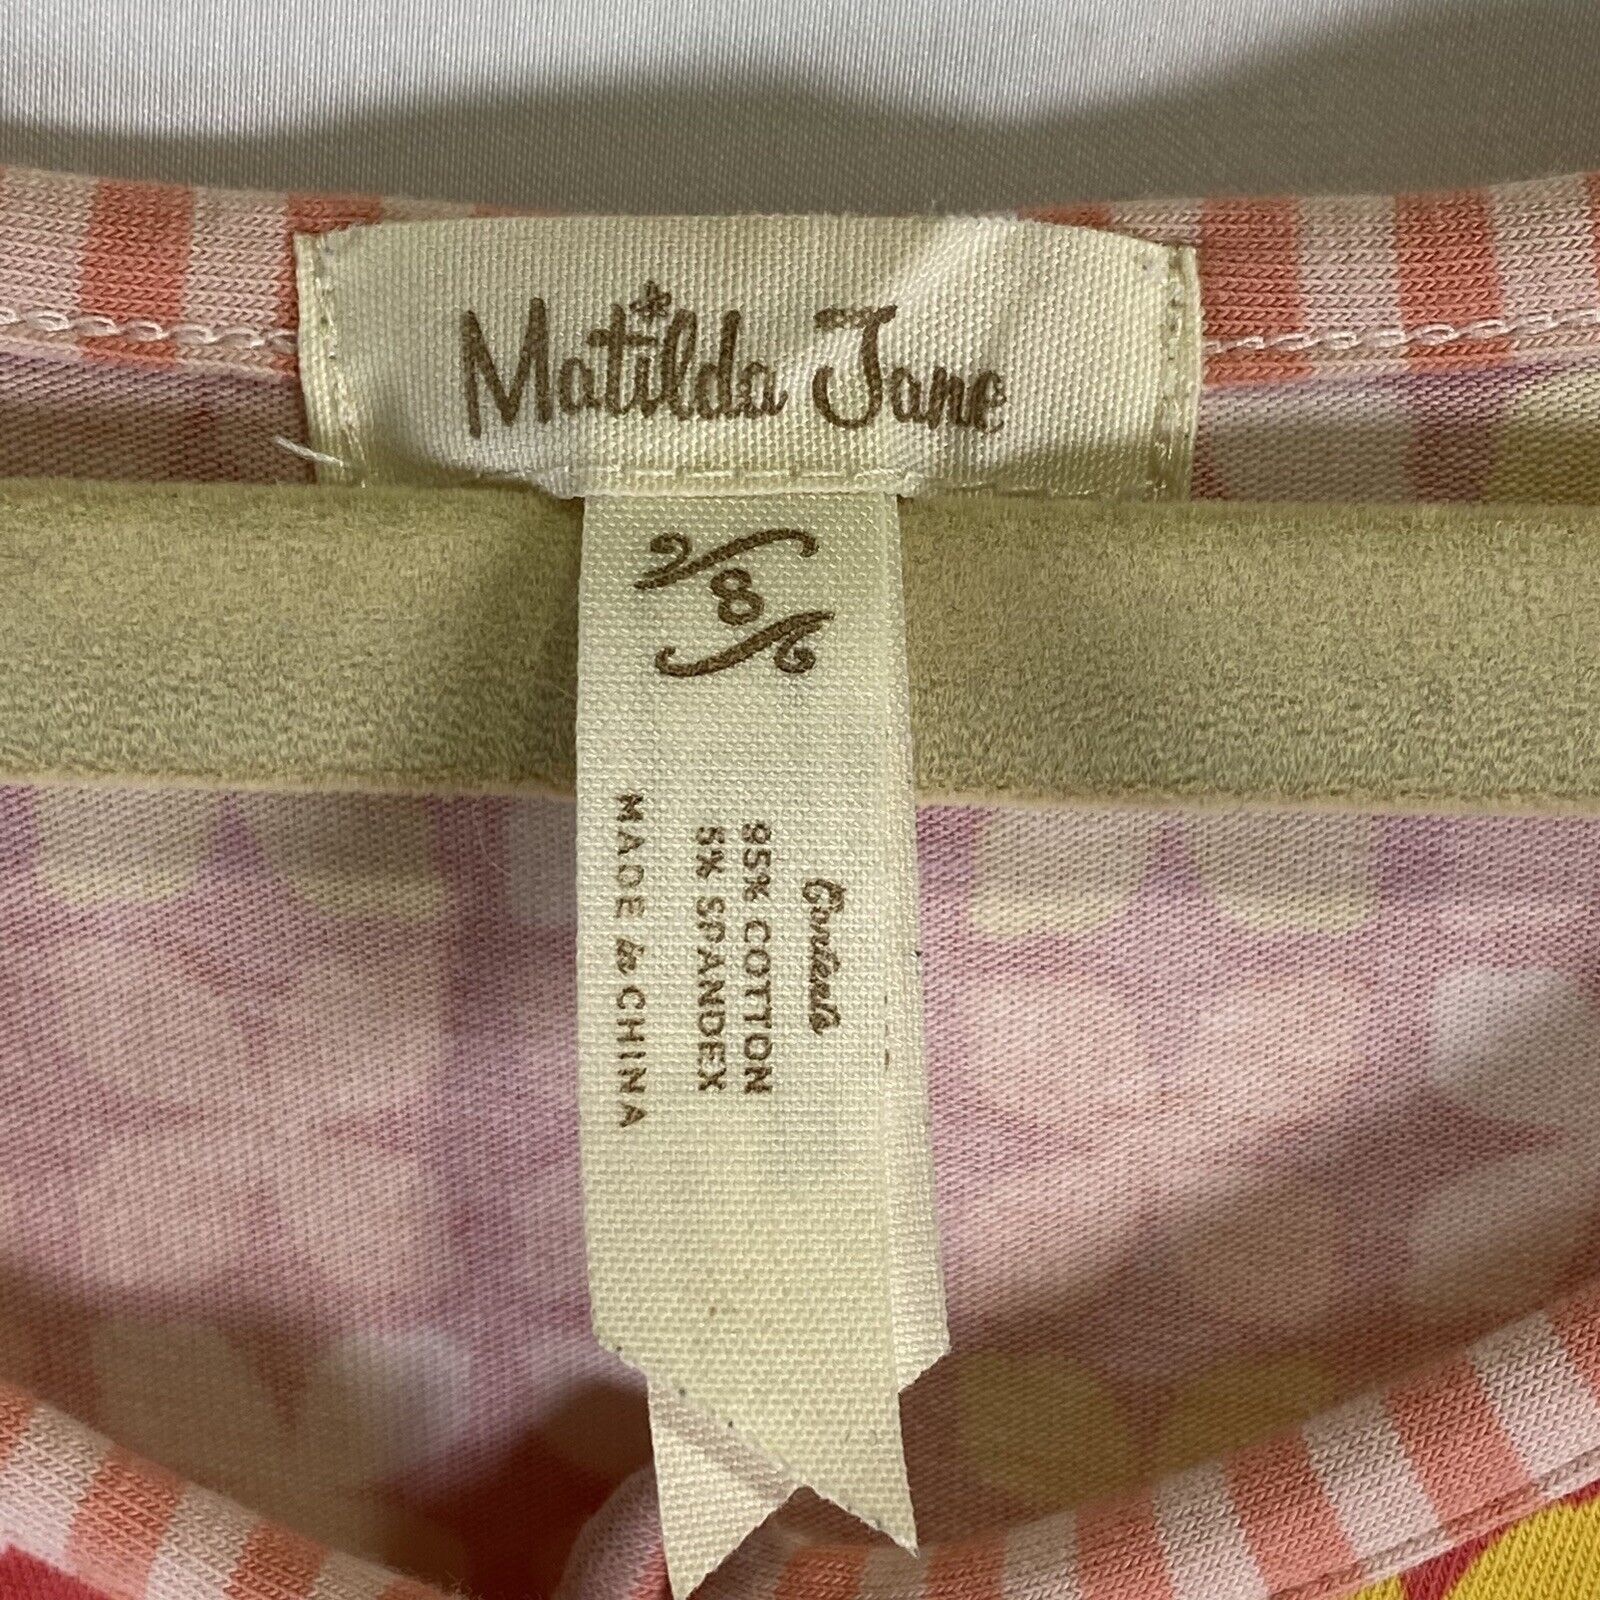 Matilda Jane
8
Contents
95% COTTON
5% SPANDEX
MADE in CHINA